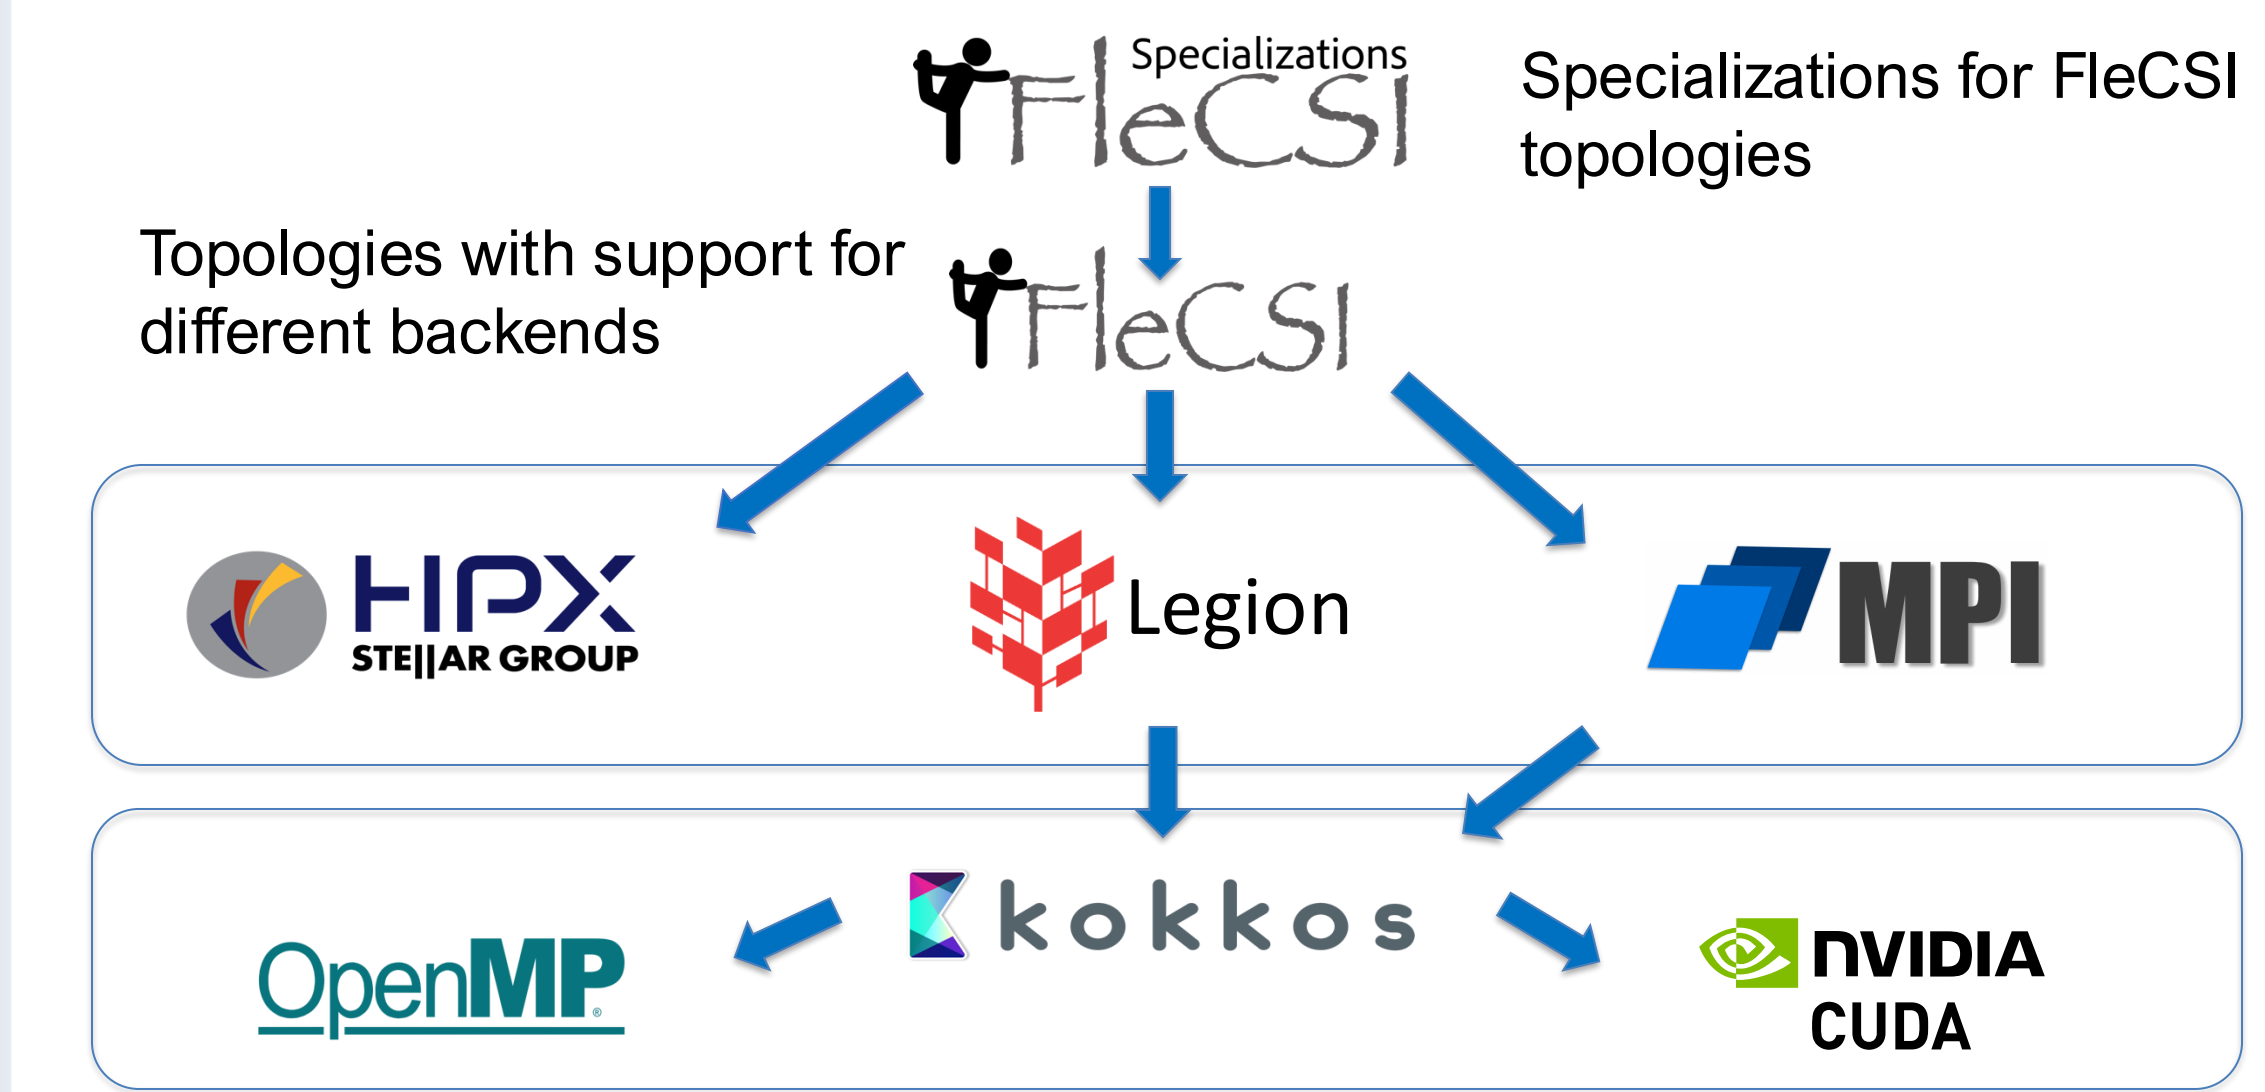 Specializations
FleCSI
Specializations for FleCSI
topologies
Topologies with support for
different backends
FleCSI
HPX
STE||AR GROUP
Legion
MPI
kokkos
OpenMP®
NVIDIA
CUDA